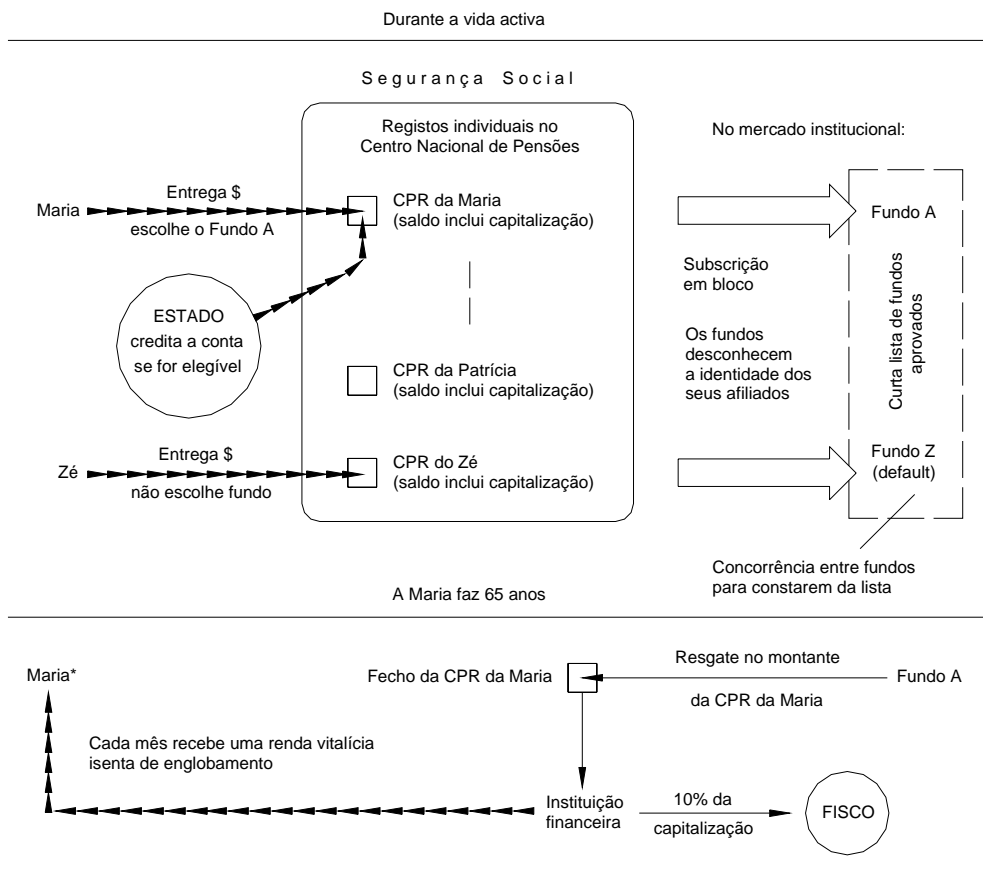 Durante a vida activa
Segurança Social
Registos individuais no
Centro Nacional de Pensões
No mercado institucional:
Maria
Entrega $
escolhe o Fundo A
CPR da Maria
(saldo inclui capitalização)
Fundo A
Subscrição
em bloco
ESTADO
credita a conta
se for elegível
Os fundos
desconhecem
a identidade dos
seus afiliados
Curta lista de fundos
aprovados
CPR da Patrícia
(saldo inclui capitalização)
Zé
Entrega $
não escolhe fundo
CPR do Zé
(saldo inclui capitalização)
Fundo Z
(default)
Concorrência entre fundos
para constarem da lista
A Maria faz 65 anos
Maria*
Fecho da CPR da Maria
Resgate no montante
da CPR da Maria
Fundo A
Cada mês recebe uma renda vitalícia
isenta de englobamento
Instituição
financeira
10% da
capitalização
FISCO